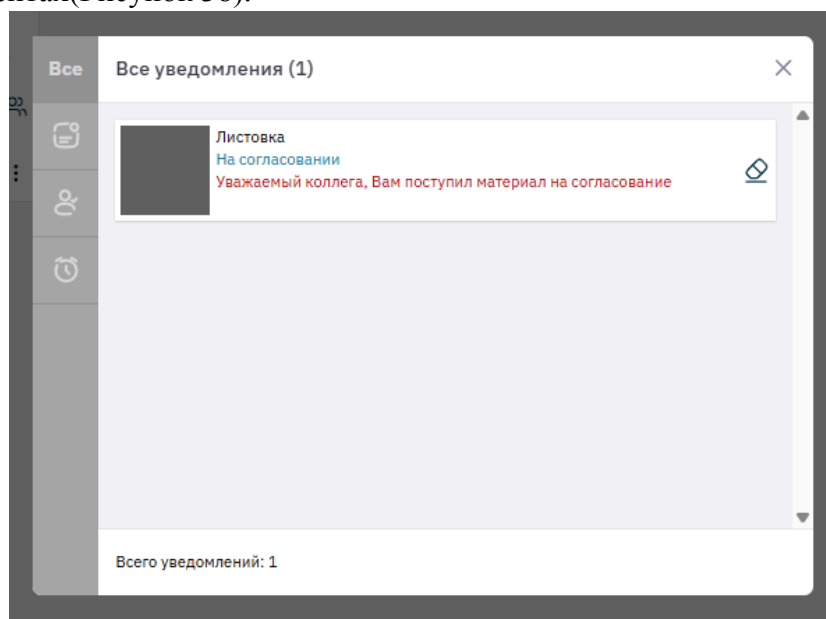 Все
Все уведомления (1)
Листовка
На согласовании
Уважаемый коллега, Вам поступил материал на согласование
Всего уведомлений: 1